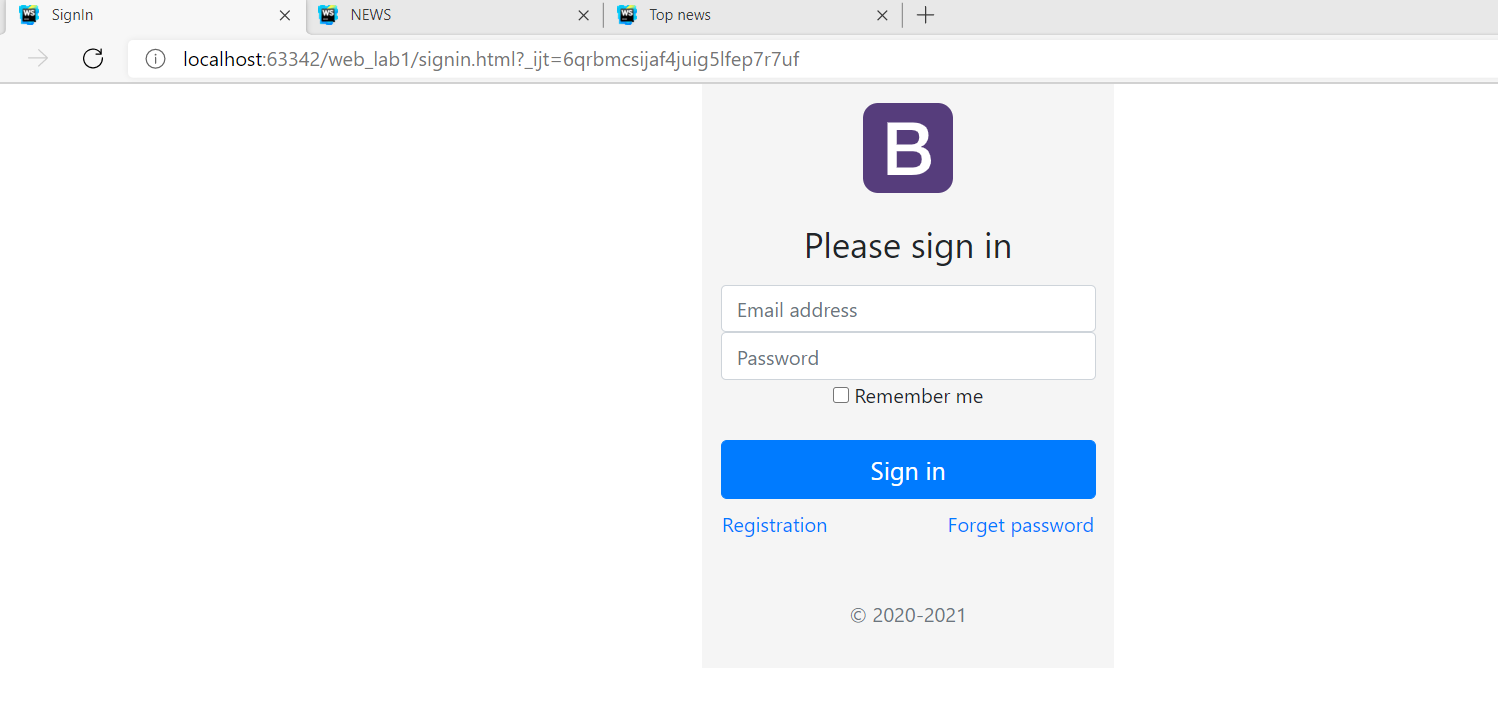 SignIn NEWS Top news
localhost:63342/web_lab1/signin.html?_ijt=6qrbmcsijaf4juig5lfep7r7uf
B
Please sign in
Email address
Password
Remember me
Sign in
Registration Forget password
© 2020-2021